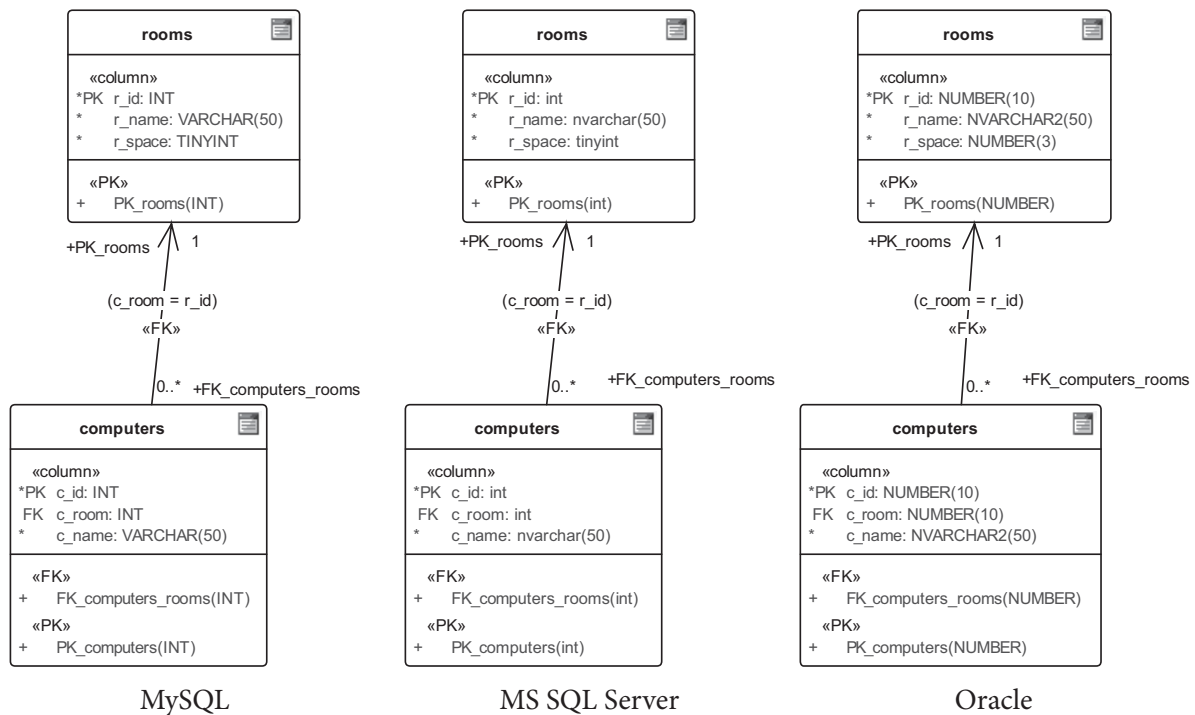 rooms
«column»
*PK r_id: INT
* r_name: VARCHAR(50)
* r_space: TINYINT
«PK»
+ PK_rooms(INT)
+PK_rooms 1
(c_room = r_id)
«FK»
0..* +FK_computers_rooms
computers
«column»
*PK c_id: INT
FK c_room: INT
* c_name: VARCHAR(50)
«FK»
+ FK_computers_rooms(INT)
«PK»
+ PK_computers(INT)
MySQL
rooms
«column»
*PK r_id: int
* r_name: nvarchar(50)
* r_space: tinyint
«PK»
+ PK_rooms(int)
+PK_rooms 1
(c_room = r_id)
«FK»
0..* +FK_computers_rooms
computers
«column»
*PK c_id: int
FK c_room: int
* c_name: nvarchar(50)
«FK»
+ FK_computers_rooms(int)
«PK»
+ PK_computers(int)
MS SQL Server
rooms
«column»
*PK r_id: NUMBER(10)
* r_name: NVARCHAR2(50)
* r_space: NUMBER(3)
«PK»
+ PK_rooms(NUMBER)
+PK_rooms 1
(c_room = r_id)
«FK»
0..* +FK_computers_rooms
computers
«column»
*PK c_id: NUMBER(10)
FK c_room: NUMBER(10)
* c_name: NVARCHAR2(50)
«FK»
+ FK_computers_rooms(NUMBER)
«PK»
+ PK_computers(NUMBER)
Oracle